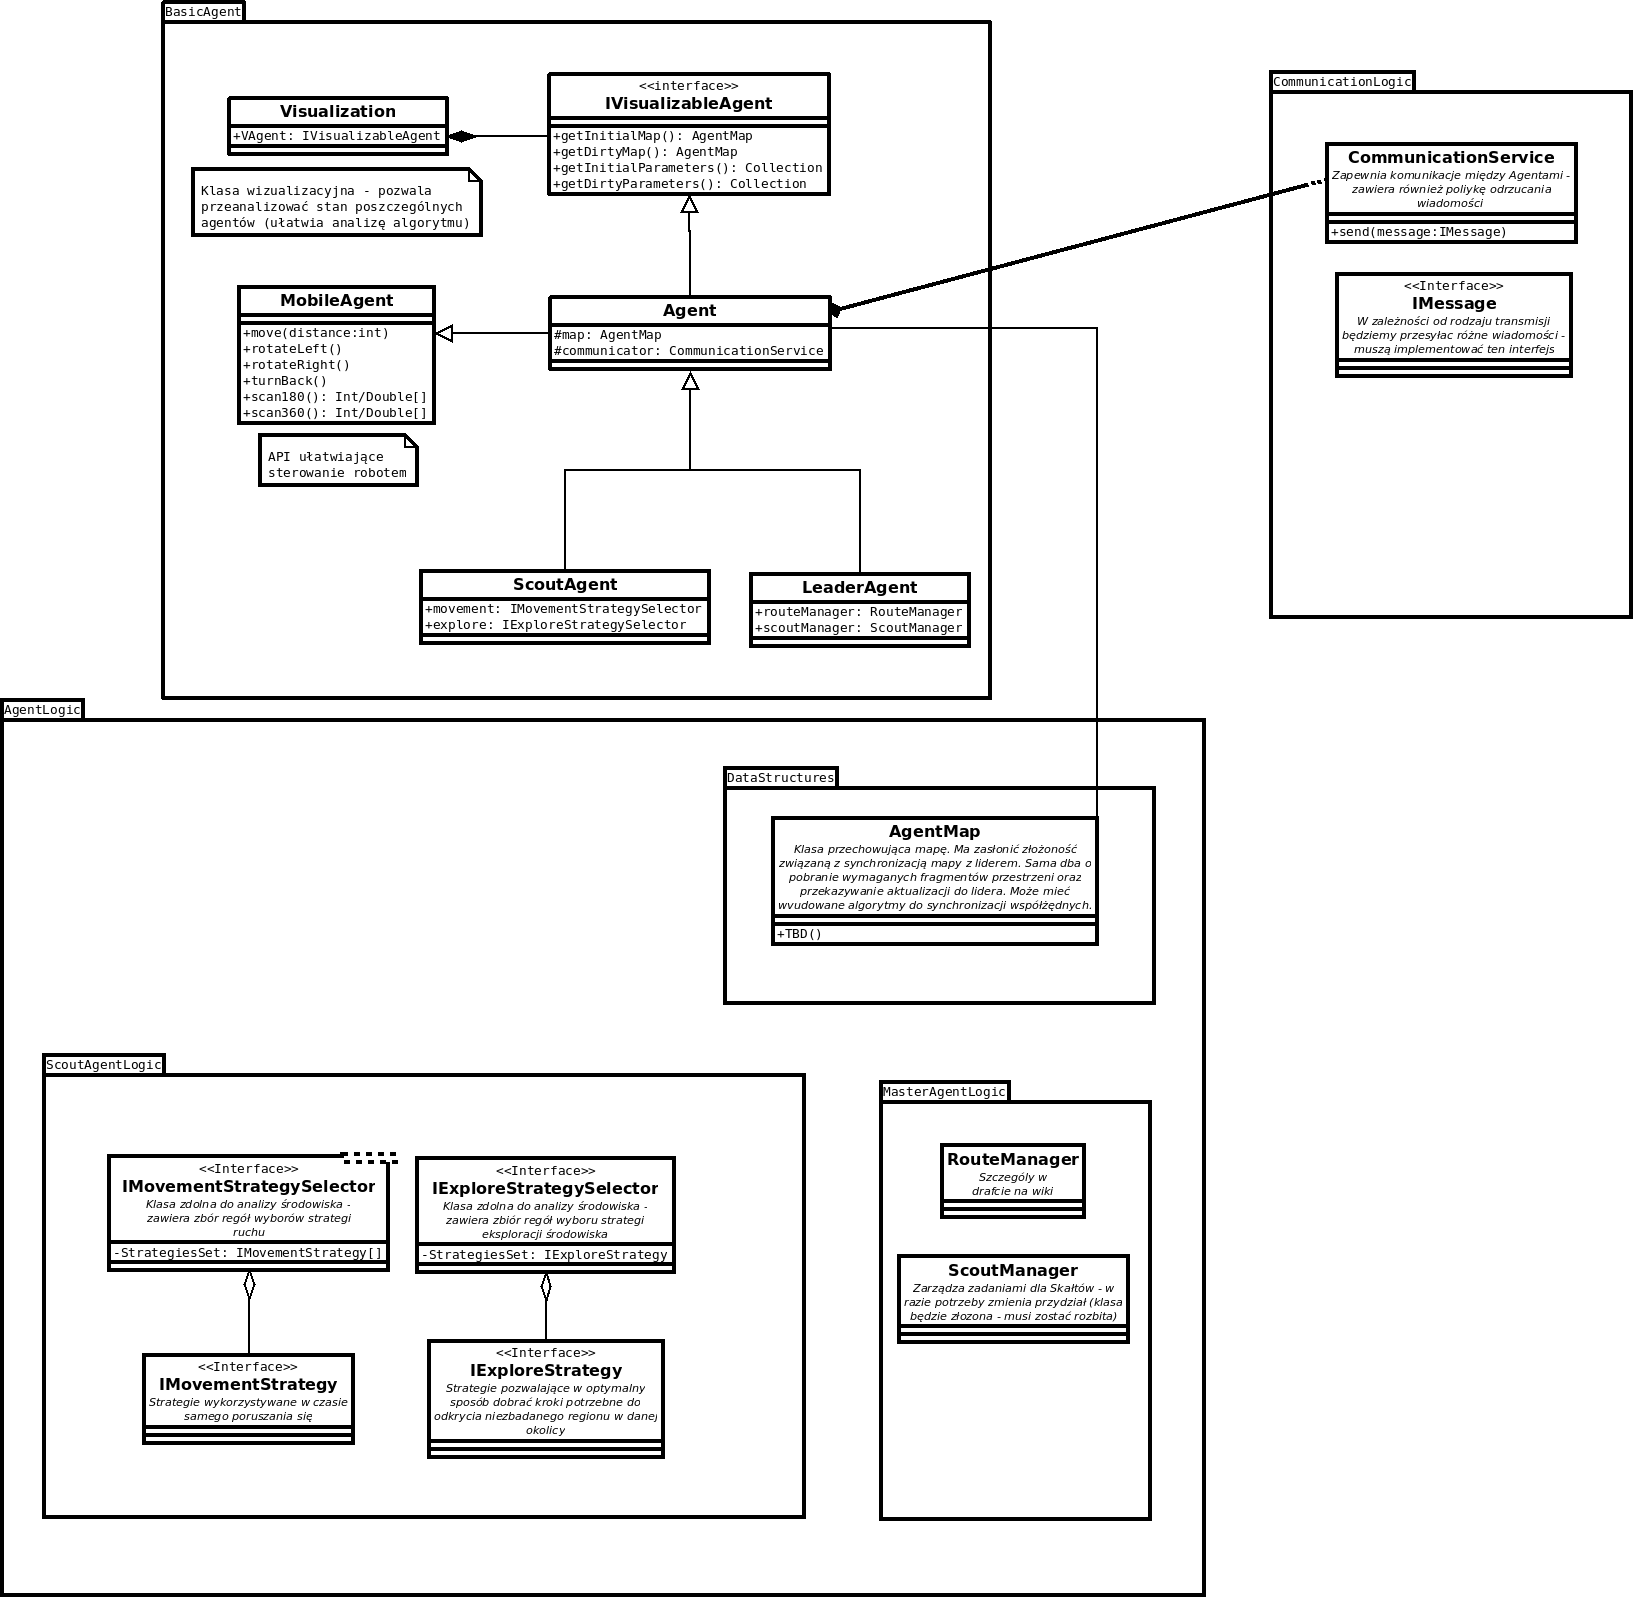 BasicAgent
Visualization
+VAgent: IVisualizableAgent
Klasa wizualizacyjna - pozwala
przeanalizować stan poszczególnych
agentów (ułatwia analizę algorytmu)
<<interface>>
IVisualizableAgent
+getInitialMap(): AgentMap
+getDirtyMap(): AgentMap
+getInitialParameters(): Collection
+getDirtyParameters(): Collection
MobileAgent
+move(distance:int)
+rotateLeft()
+rotateRight()
+turnBack()
+scan180(): Int/Double[]
+scan360(): Int/Double[]
API ułatwiające
sterowanie robotem
Agent
#map: AgentMap
#communicator: CommunicationService
ScoutAgent
+movement: IMovementStrategySelector
+explore: IExploreStrategySelector
LeaderAgent
+routeManager: RouteManager
+scoutManager: ScoutManager
CommunicationLogic
CommunicationService
Zapewnia komunikacje między Agentami -
zawiera również poliykę odrzucania
wiadomości
+send(message:IMessage)
<<Interface>>
IMessage
W zależności od rodzaju transmisji
będziemy przesyłac różne wiadomości -
muszą implementować ten interfejs
AgentLogic
DataStructures
AgentMap
Klasa przechowująca mapę. Ma zasłonić złożoność
związaną z synchronizacją mapy z liderem. Sama dba o
pobranie wymaganych fragmentów przestrzeni oraz
przekazywanie aktualizacji do lidera. Może mieć
wvudowane algorytmy do synchronizacji współżędnych.
+TBD()
ScoutAgentLogic
<<Interface>>
IMovementStrategySelector
Klasa zdolna do analizy środowiska -
zawiera zbór regół wyborów strategi
ruchu
-StrategiesSet: IMovementStrategy[]
<<Interface>>
IExploreStrategySelector
Klasa zdolna do analizy środowiska -
zawiera zbiór regół wyboru strategi
eksploracji środowiska
-StrategiesSet: IExploreStrategy
<<Interface>>
IMovementStrategy
Strategie wykorzystywane w czasie
samego poruszania się
<<Interface>>
IExploreStrategy
Strategie pozwalające w optymalny
sposób dobrać kroki potrzebne do
odkrycia niezbadanego regionu w danej
okolicy
MasterAgentLogic
RouteManager
Szczegóły w
drafcie na wiki
ScoutManager
Zarządza zadaniami dla Skałtów - w
razie potrzeby zmienia przydział (klasa
będzie złozona - musi zostać rozbita)